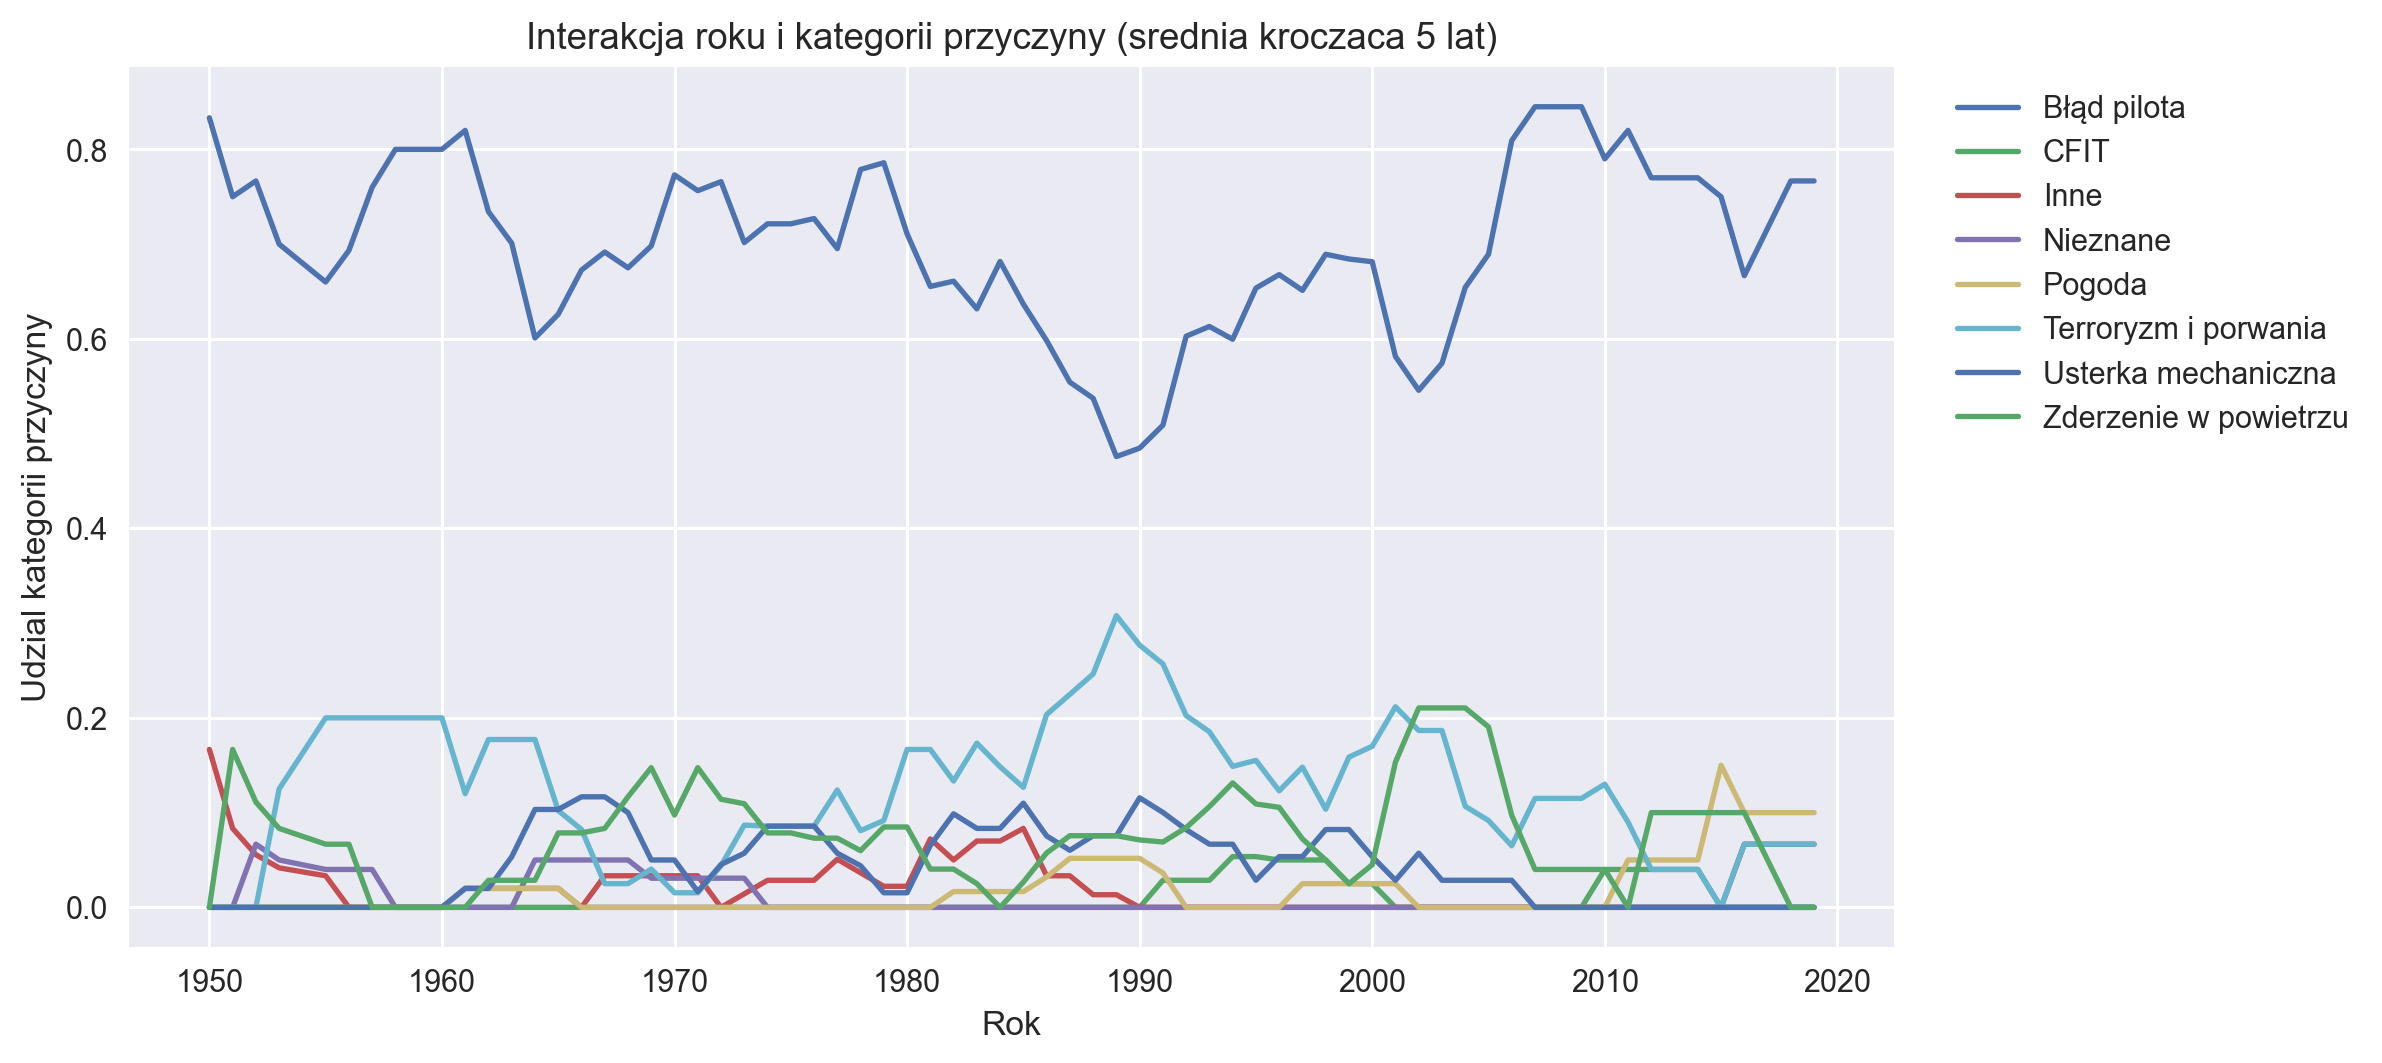 Interakcja roku i kategorii przyczyny (srednia kroczaca 5 lat)
Udzial kategorii przyczyny
0.8
0.6
0.4
0.2
0.0
1950 1960 1970 1980 1990 2000 2010 2020
Rok
Błąd pilota
CFIT
Inne
Nieznane
Pogoda
Terroryzm i porwania
Usterka mechaniczna
Zderzenie w powietrzu